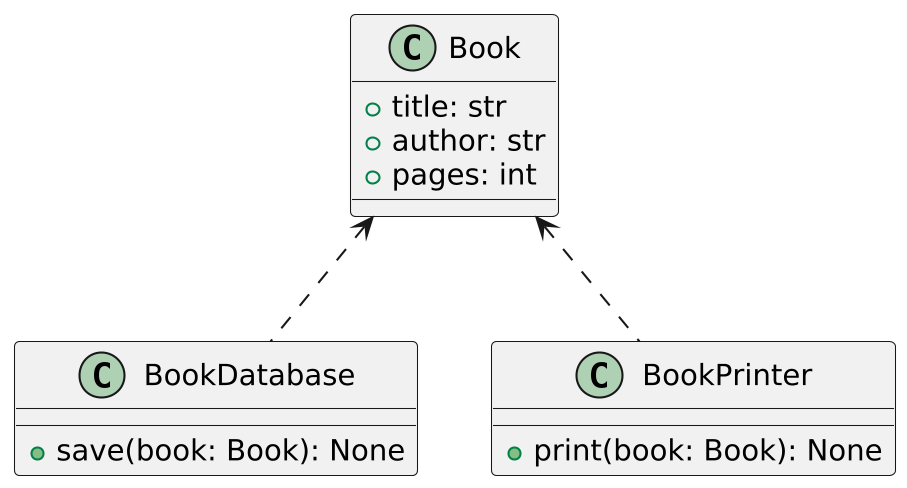 C Book
title: str
author: str
pages: int
C BookDatabase
save(book: Book): None
C BookPrinter
print(book: Book): None